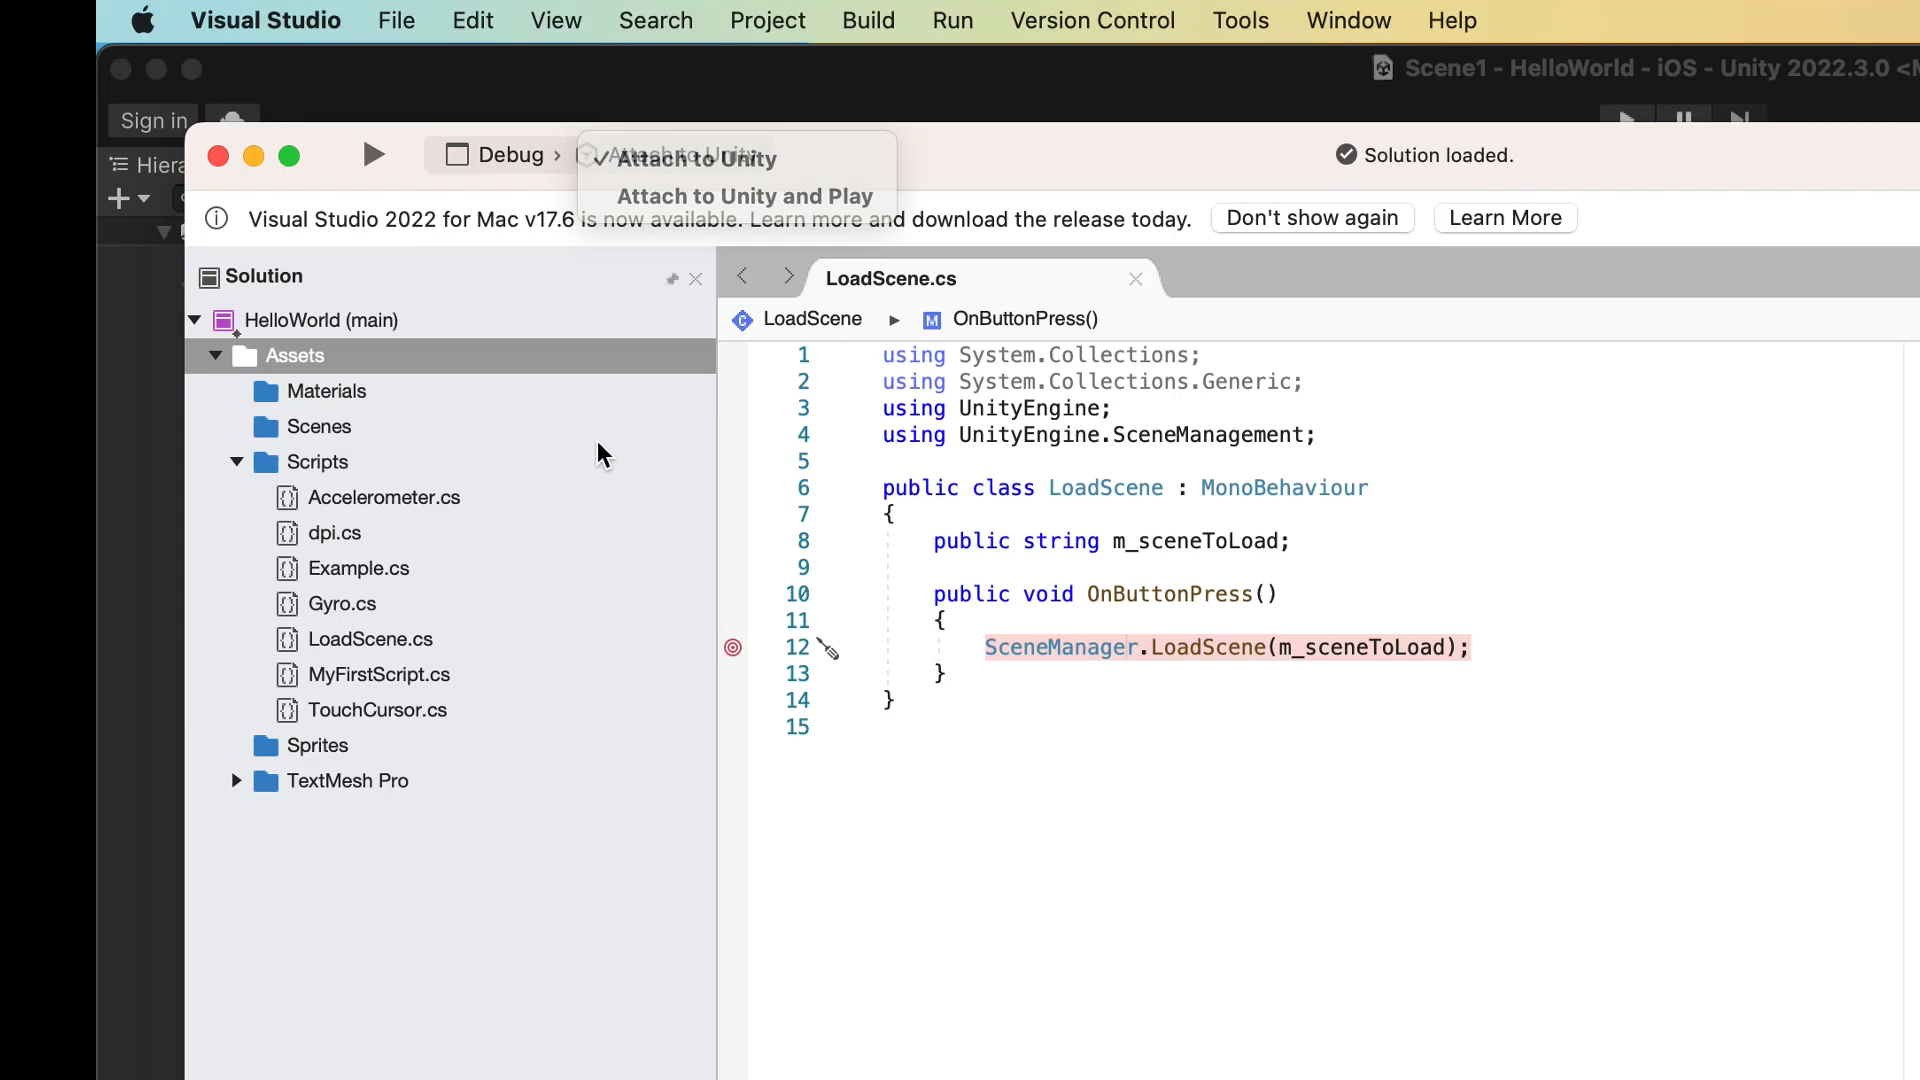 Visual Studio File Edit View Search Project Build Run Version Control Tools Window Help
Scene1 - HelloWorld - iOS - Unity 2022.3.0
Sign in
Debug › Attach to Unity
✓ Attach to Unity
Attach to Unity and Play
Solution loaded.
Hiera
Visual Studio 2022 for Mac v17.6 is now available. Learn more and download the release today. Don't show again Learn More
Solution
LoadScene.cs
HelloWorld (main)
LoadScene ▸ OnButtonPress()
Assets
Materials
Scenes
Scripts
Accelerometer.cs
dpi.cs
Example.cs
Gyro.cs
LoadScene.cs
MyFirstScript.cs
TouchCursor.cs
Sprites
TextMesh Pro
1 using System.Collections;
2 using System.Collections.Generic;
3 using UnityEngine;
4 using UnityEngine.SceneManagement;
5
6 public class LoadScene : MonoBehaviour
7 {
8 public string m_sceneToLoad;
9
10 public void OnButtonPress()
11 {
12 SceneManager.LoadScene(m_sceneToLoad);
13 }
14 }
15